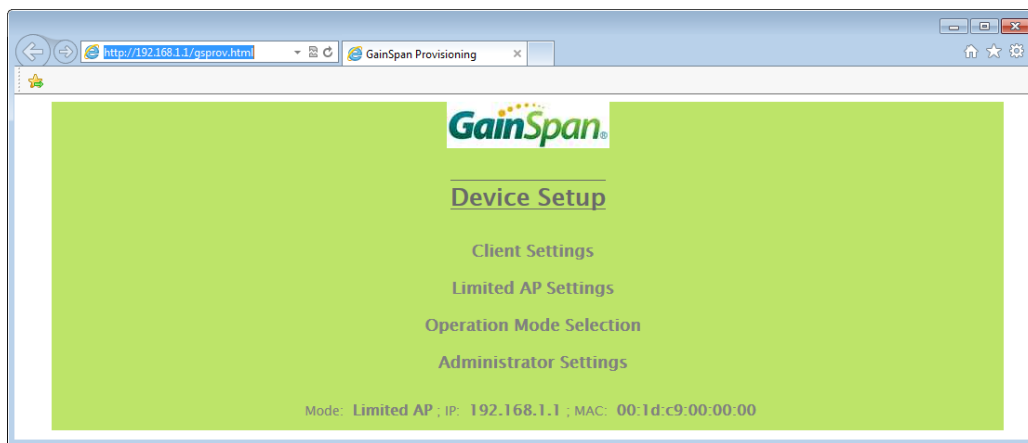 http://192.168.1.1/gsprov.html
GainSpan Provisioning
GainSpan®
Device Setup
Client Settings
Limited AP Settings
Operation Mode Selection
Administrator Settings
Mode: Limited AP ; IP: 192.168.1.1 ; MAC: 00:1d:c9:00:00:00